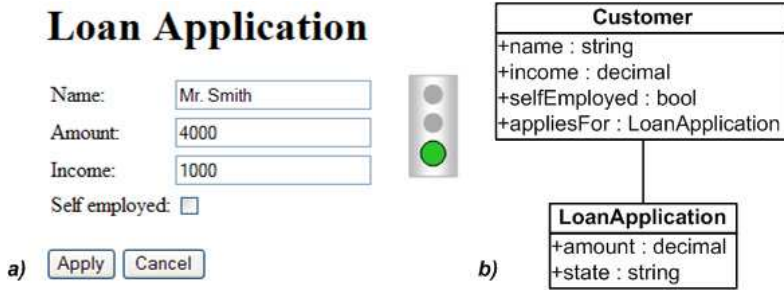 Loan Application
Name: Mr. Smith
Amount: 4000
Income: 1000
Self employed:
a) Apply Cancel
Customer
+name : string
+income : decimal
+selfEmployed : bool
+appliesFor : LoanApplication
LoanApplication
+amount : decimal
+state : string
b)